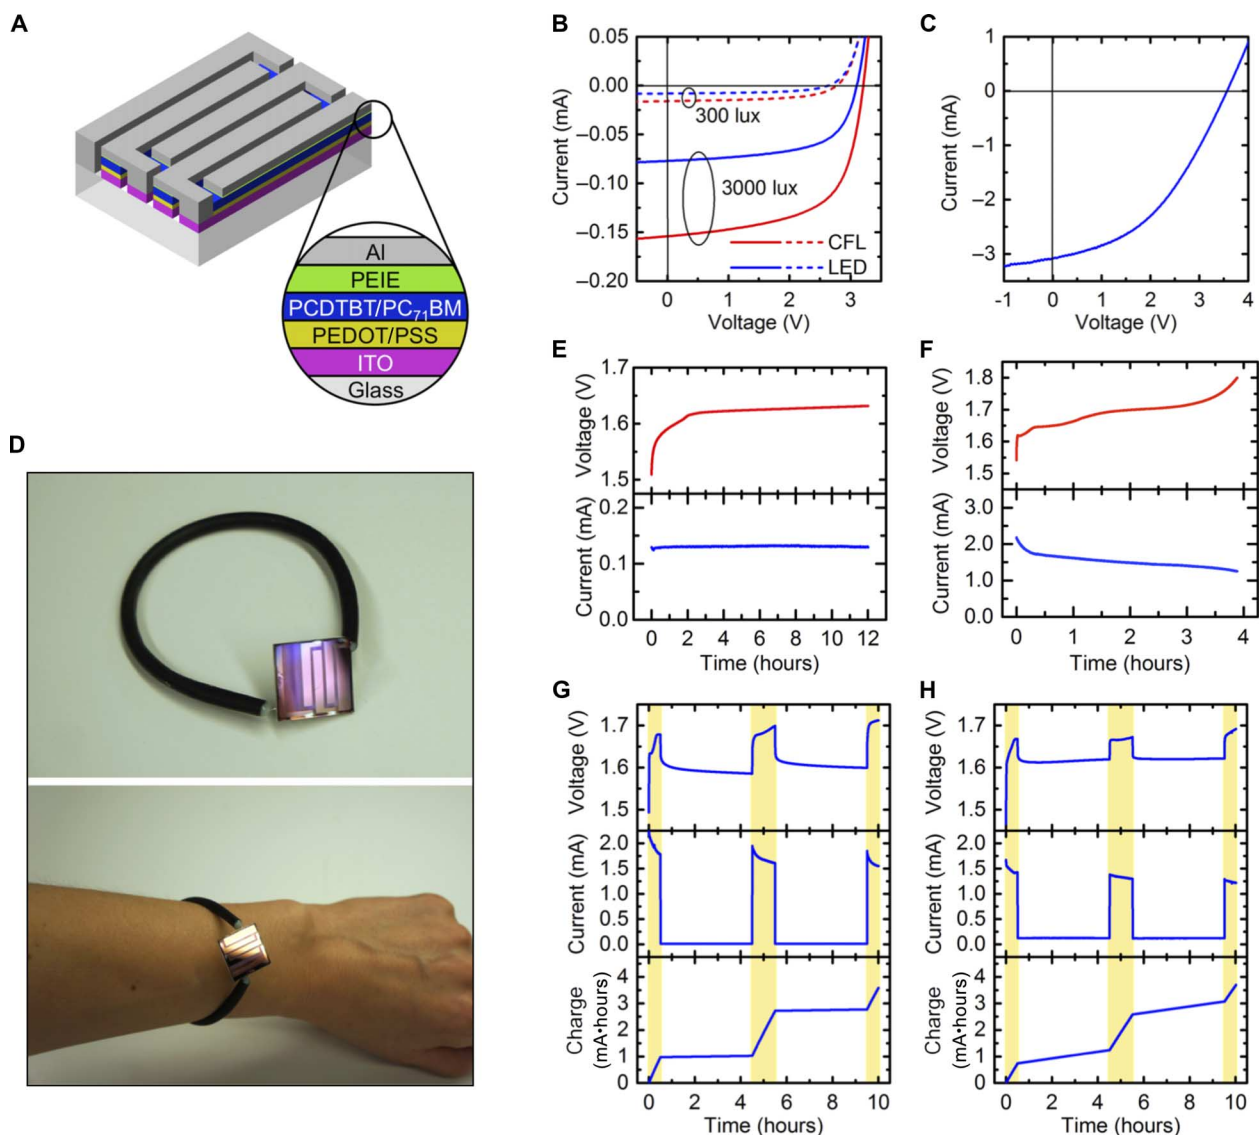 A
Al
PEIE
PCDTBT/PC71BM
PEDOT/PSS
ITO
Glass
B
0.05
0.00
–0.05
–0.10
–0.15
–0.20
Current (mA)
300 lux
3000 lux
CFL
LED
0
1
2
3
Voltage (V)
C
1
0
–1
–2
–3
Current (mA)
-1
0
1
2
3
4
Voltage (V)
D
E
1.7
1.6
1.5
Voltage (V)
0.2
0.1
0.0
Current (mA)
0 2 4 6 8 10 12
Time (hours)
F
1.8
1.7
1.6
1.5
Voltage (V)
3.0
2.0
1.0
0.0
Current (mA)
0 1 2 3 4
Time (hours)
G
1.7
1.6
1.5
Voltage (V)
2.0
1.5
1.0
0.5
0.0
Current (mA)
4
3
2
1
0
Charge
(mA•hours)
0 2 4 6 8 10
Time (hours)
H
1.7
1.6
1.5
Voltage (V)
2.0
1.5
1.0
0.5
0.0
Current (mA)
4
3
2
1
0
Charge
(mA•hours)
0 2 4 6 8 10
Time (hours)